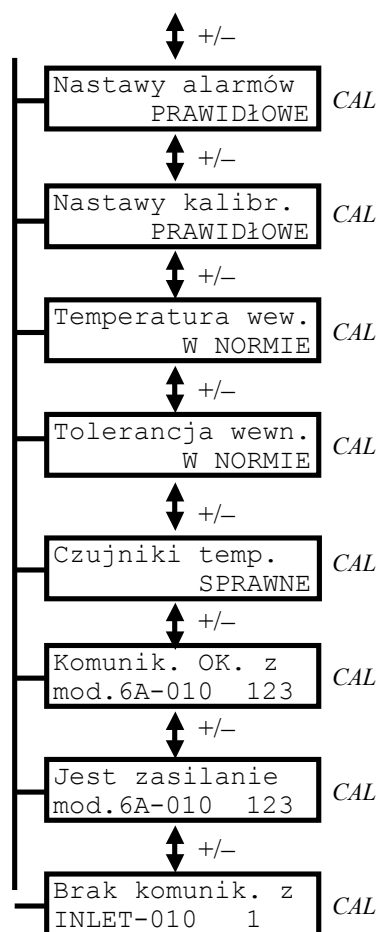 +/–
Nastawy alarmów
PRAWIDŁOWE
CAL
+/–
Nastawy kalibr.
PRAWIDŁOWE
CAL
+/–
Temperatura wew.
W NORMIE
CAL
+/–
Tolerancja wewn.
W NORMIE
CAL
+/–
Czujniki temp.
SPRAWNE
CAL
+/–
Komunik. OK. z
mod.6A-010 123
CAL
+/–
Jest zasilanie
mod.6A-010 123
CAL
+/–
Brak komunik. z
INLET-010 1
CAL